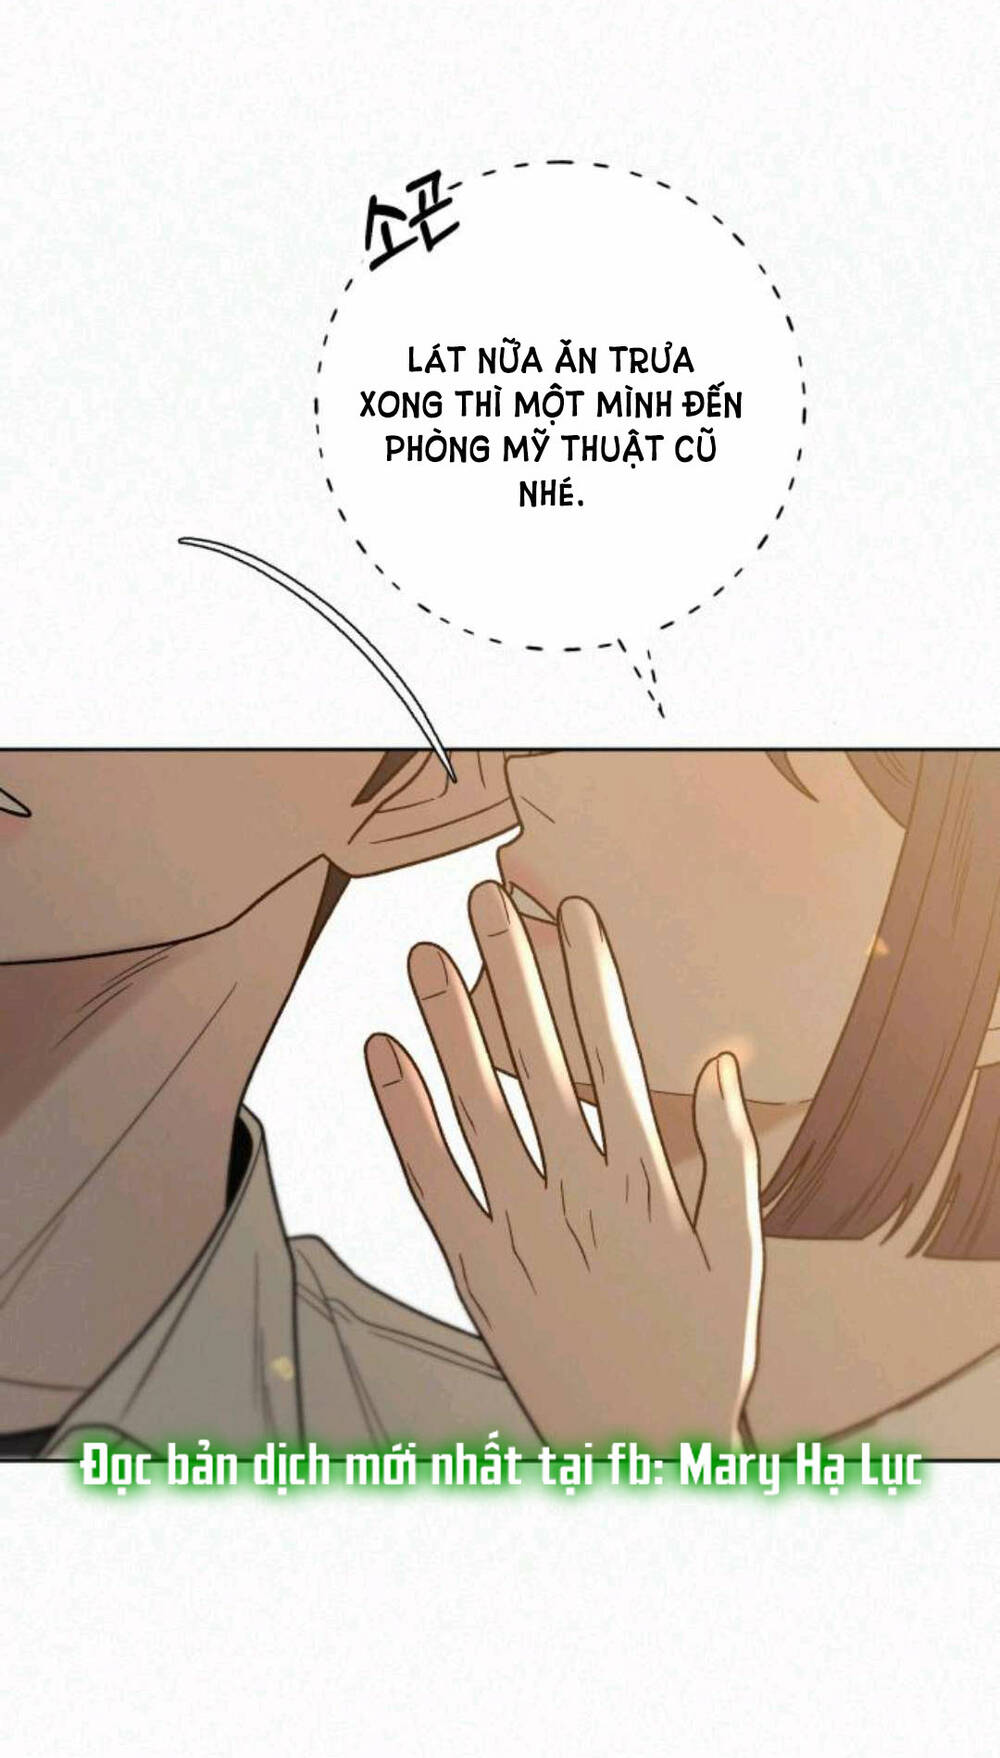 소곤
LÁT NỮA ĂN TRƯA
XONG THÌ MỘT MÌNH ĐẾN
PHÒNG MỸ THUẬT CŨ
NHÉ.
Đọc bản dịch mới nhất tại fb: Mary Hạ Lục